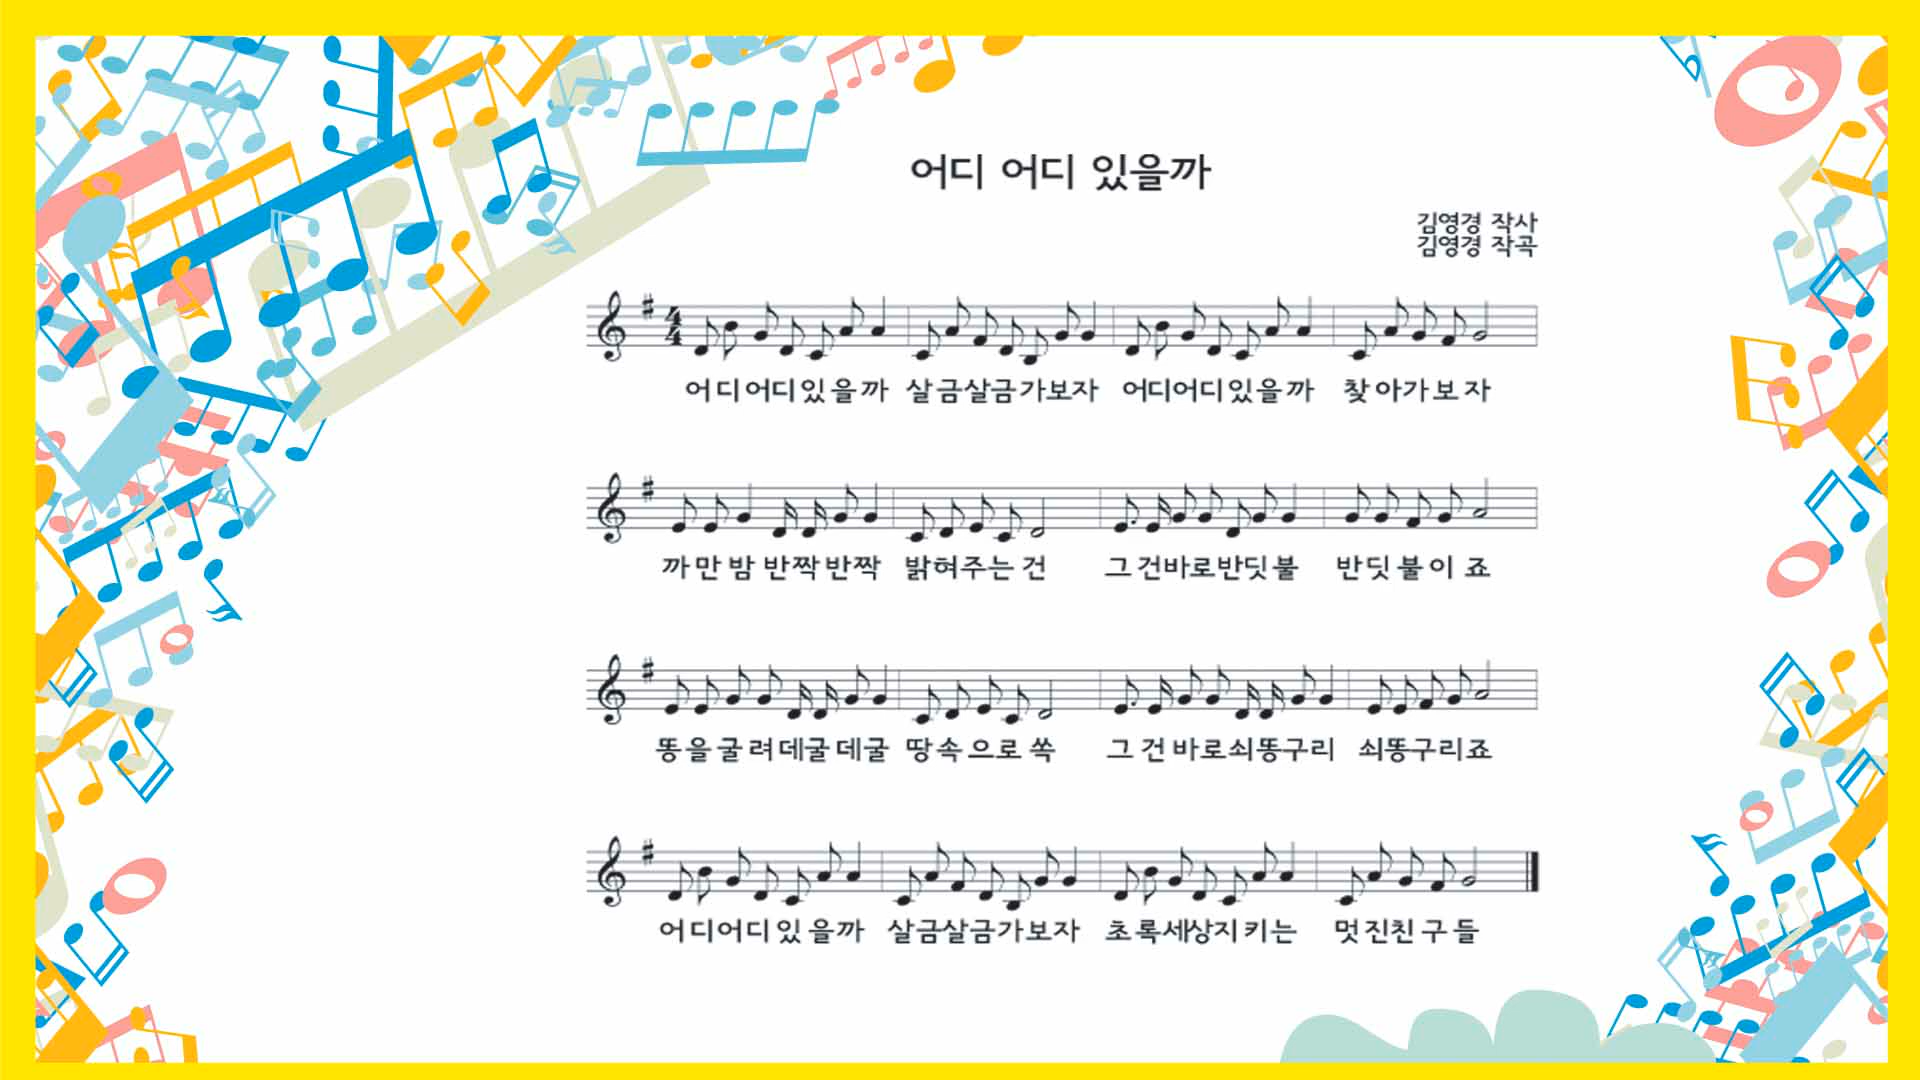 어디 어디 있을까
김영경 작사
김영경 작곡
4
4
어디어디있을까 살금살금가보자 어디어디있을까 찾아가보자
까만밤 반짝반짝 밝혀주는건 그건바로반딧불 반딧불이죠
똥을굴려데굴데굴 땅속으로쏙 그건바로쇠똥구리 쇠똥구리죠
어디어디있을까 살금살금가보자 초록세상지키는 멋진친구들